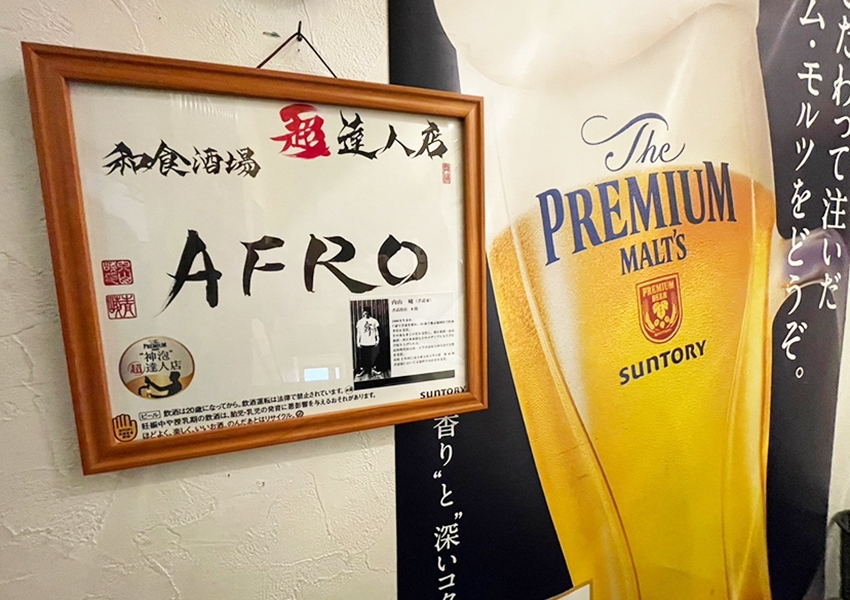 和食酒場 超達人店
AFRO
PREMIUM
"神泡"
超達人店
SUNTORY
ビール 飲酒は20歳になってから。飲酒運転は法律で禁止されています。
妊娠中や授乳期の飲酒は、胎児・乳児の発育に悪影響を与えるおそれがあります。
ほどよく、楽しく、いいお酒。のんだあとはリサイクル。
The
PREMIUM
MALT'S
PREMIUM
BEER
SUNTORY
だわって注いだ
ム・モルツをどうぞ。
香り"と"深いコク